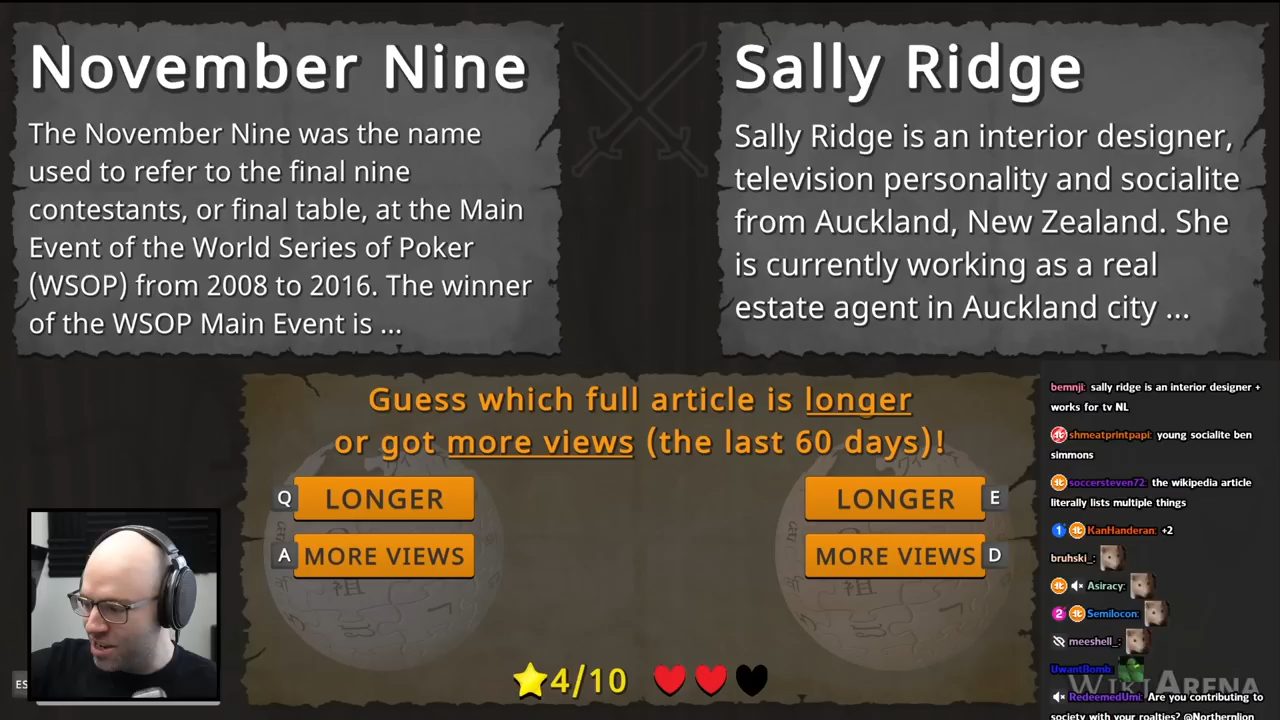 November Nine
The November Nine was the name
used to refer to the final nine
contestants, or final table, at the Main
Event of the World Series of Poker
(WSOP) from 2008 to 2016. The winner
of the WSOP Main Event is ...
Sally Ridge
Sally Ridge is an interior designer,
television personality and socialite
from Auckland, New Zealand. She
is currently working as a real
estate agent in Auckland city ...
Guess which full article is longer
or got more views (the last 60 days)!
Q LONGER
A MORE VIEWS
LONGER E
MORE VIEWS D
4/10
ES
bemnji: sally ridge is an interior designer +
works for tv NL
shmeatprintpapi: young socialite ben
simmons
soccersteven72: the wikipedia article
literally lists multiple things
1 KanHanderan: +2
bruhski_:
Asiracy:
2 Semilocon:
meeshell_:
UwantBomb:
WIKIARENA
RedeemedUmi: Are you contributing to
society with your roalties? @Northernlion